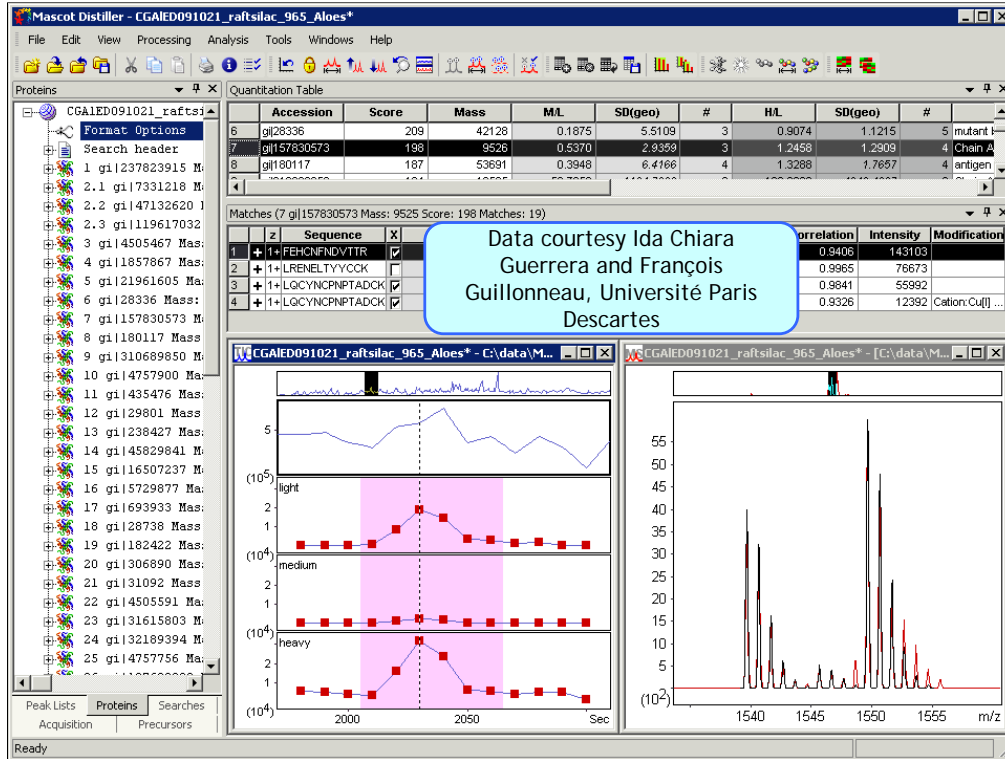 Mascot Distiller - CGAlED091021_raftsilac_965_Aloes*
File Edit View Processing Analysis Tools Windows Help
Proteins
CGAlED091021_raftsi
Format Options
Search header
1 gi|237823915 M
2.1 gi|7331218 M
2.2 gi|47132620
2.3 gi|119617032
3 gi|4505467 Mas
4 gi|1857867 Mas
5 gi|21961605 Mas
6 gi|28336 Mass:
7 gi|157830573 M
8 gi|180117 Mass
9 gi|310689850 M
10 gi|4757900 Ma
11 gi|435476 Mas
12 gi|29801 Mass
13 gi|238427 Mas
14 gi|45829841 M
15 gi|16507237 M
16 gi|5729877 Ma
17 gi|693933 Mas
18 gi|28738 Mass
19 gi|182422 Mas
20 gi|306890 Mas
21 gi|31092 Mass
22 gi|4505591 Ma
23 gi|31615803 M
24 gi|32189394 M
25 gi|4757756 Ma
Peak Lists Proteins Searches
Acquisition Precursors
Quantitation Table
Accession Score Mass M/L SD(geo) # H/L SD(geo) #
6 gi|28336 209 42128 0.1875 5.5109 3 0.9074 1.1215 5 mutant
7 gi|157830573 198 9526 0.5370 2.9359 3 1.2458 1.2909 4 Chain A
8 gi|180117 187 53691 0.3948 6.4166 4 1.3288 1.7657 4 antigen
Matches (7 gi|157830573 Mass: 9525 Score: 198 Matches: 19)
z Sequence X rrelation Intensity Modification
1 + 1+ FEHCNFNDVTTR 0.9406 143103
2 + 1+ LRENELTYYCCK 0.9965 76673
3 + 1+ LQCYNCPNPTADCK 0.9841 55992
4 + 1+ LQCYNCPNPTADCK 0.9326 12392 Cation:Cu[I] ...
Data courtesy Ida Chiara
Guerrera and François
Guillonneau, Université Paris
Descartes
CGAlED091021_raftsilac_965_Aloes* - C:\data\M...
5
(10⁵)
light
2
1
(10⁴)
medium
2
1
(10⁴)
heavy
2
1
(10⁴)
2000 2050 Sec
CGAlED091021_raftsilac_965_Aloes* - [C:\data\M...
55
50
45
40
35
30
25
20
15
10
5
(10²)
1540 1545 1550 1555 m/z
Ready